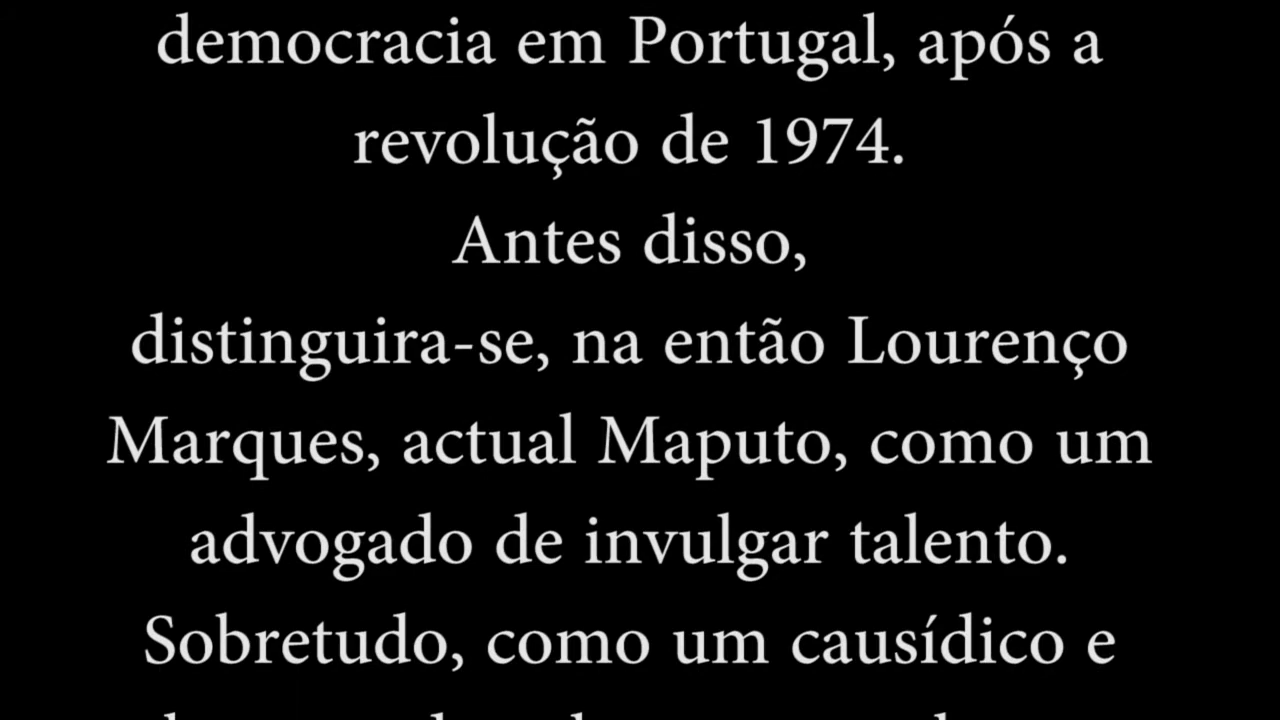 democracia em Portugal, após a
revolução de 1974.
Antes disso,
distinguira-se, na então Lourenço
Marques, actual Maputo, como um
advogado de invulgar talento.
Sobretudo, como um causídico e